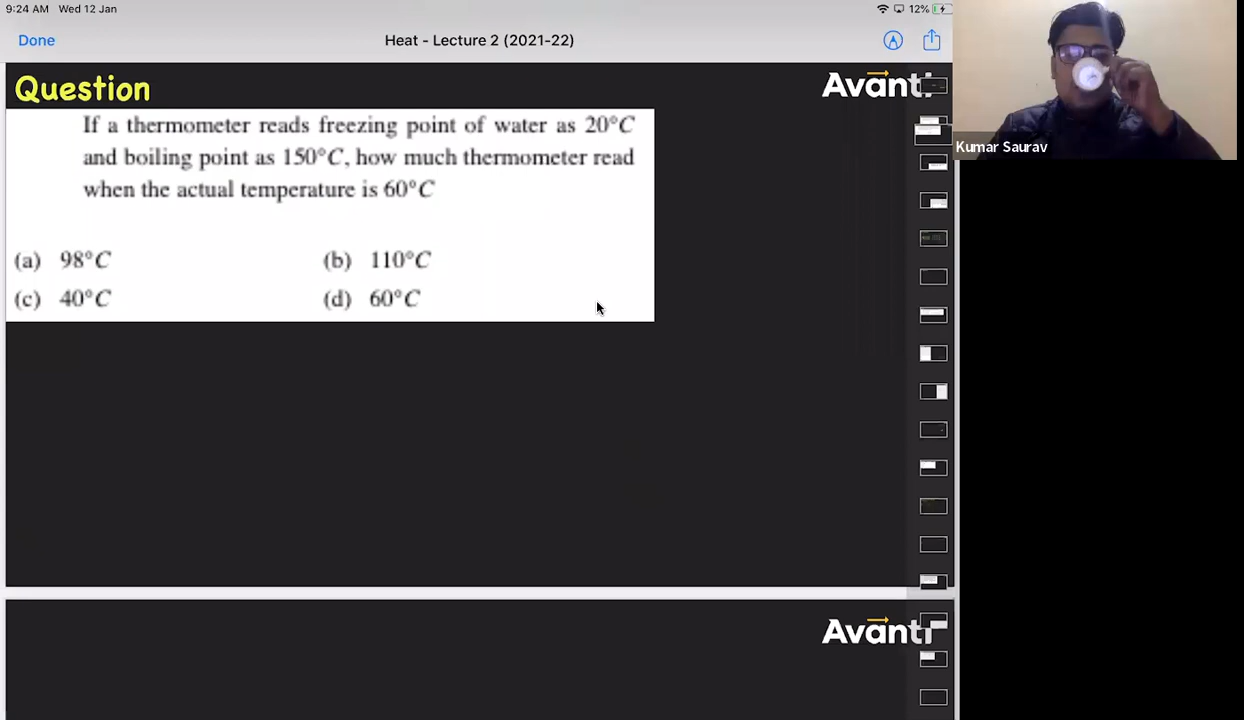 9:24 AM Wed 12 Jan
12%
Done
Heat - Lecture 2 (2021-22)
Question
Avanti
If a thermometer reads freezing point of water as 20°C
and boiling point as 150°C, how much thermometer read
when the actual temperature is 60°C
(a) 98°C
(b) 110°C
(c) 40°C
(d) 60°C
Kumar Saurav
Avanti